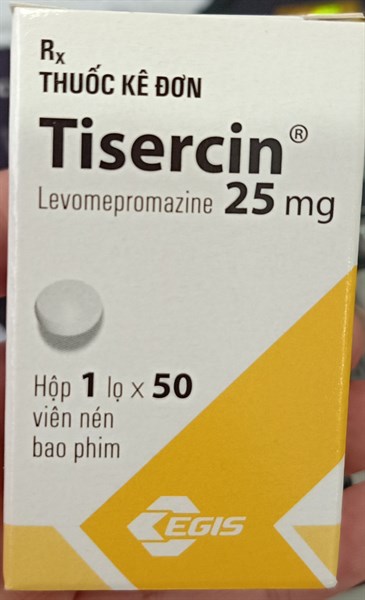 Rx
THUỐC KÊ ĐƠN
Tisercin®
Levomepromazine 25 mg
Hộp 1 lọ x 50
viên nén
bao phim
EGIS